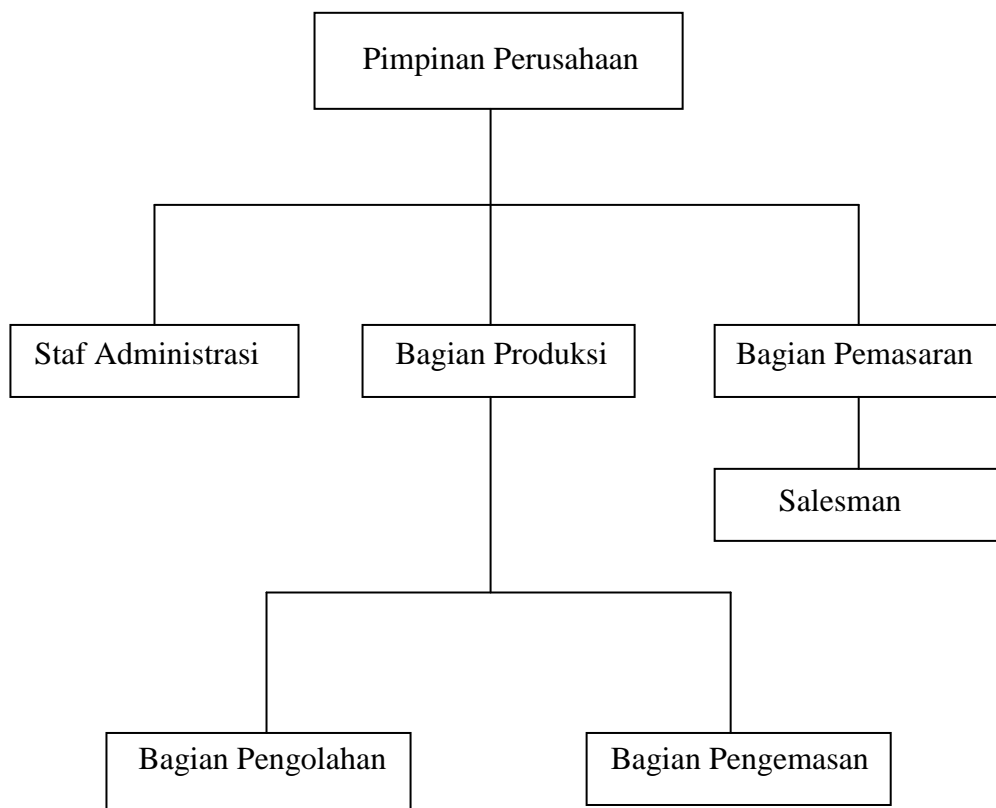 Pimpinan Perusahaan
Staf Administrasi
Bagian Produksi
Bagian Pemasaran
Salesman
Bagian Pengolahan
Bagian Pengemasan